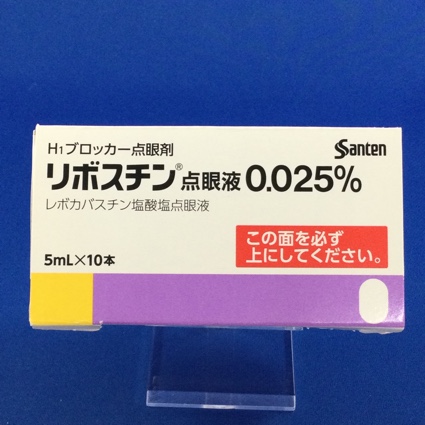 H1ブロッカー点眼剤
Santen
リボスチン®点眼液0.025%
レボカバスチン塩酸塩点眼液
この面を必ず
上にしてください。
5mL×10本